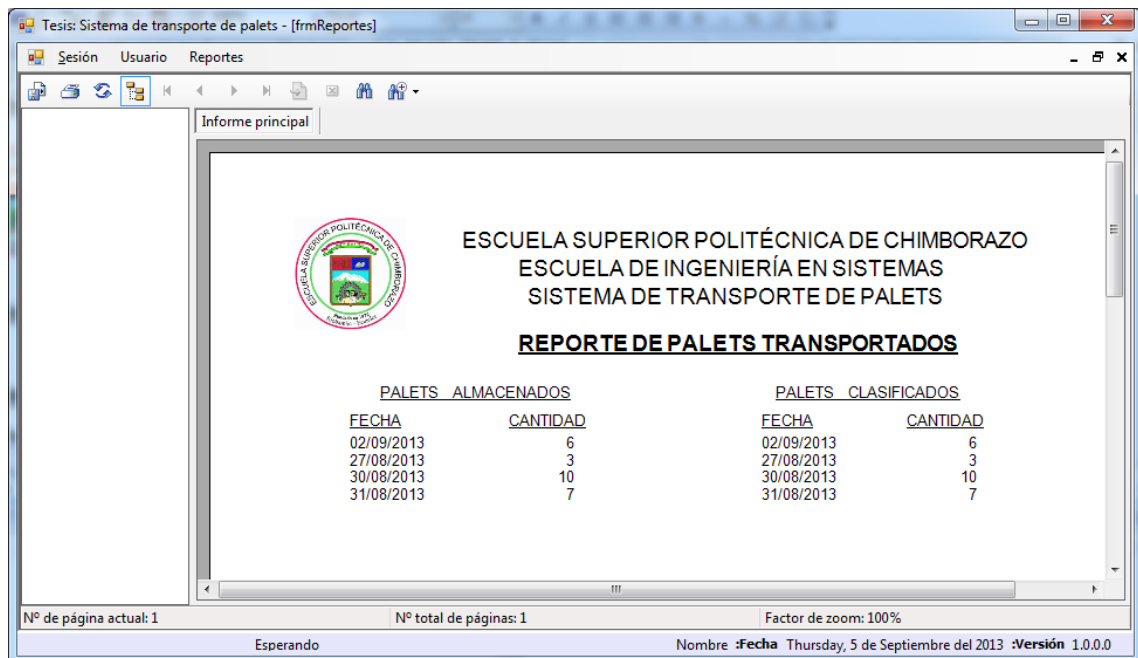 Tesis: Sistema de transporte de palets - [frmReportes]
Sesión Usuario Reportes
Informe principal
ESCUELA SUPERIOR POLITÉCNICA DE CHIMBORAZO
ESCUELA SUPERIOR POLITÉCNICA DE CHIMBORAZO
ESCUELA DE INGENIERÍA EN SISTEMAS
SISTEMA DE TRANSPORTE DE PALETS
REPORTE DE PALETS TRANSPORTADOS
PALETS ALMACENADOS PALETS CLASIFICADOS
FECHA CANTIDAD FECHA CANTIDAD
02/09/2013 6 02/09/2013 6
27/08/2013 3 27/08/2013 3
30/08/2013 10 30/08/2013 10
31/08/2013 7 31/08/2013 7
Nº de página actual: 1 Nº total de páginas: 1 Factor de zoom: 100%
Esperando Nombre :Fecha Thursday, 5 de Septiembre del 2013 :Versión 1.0.0.0